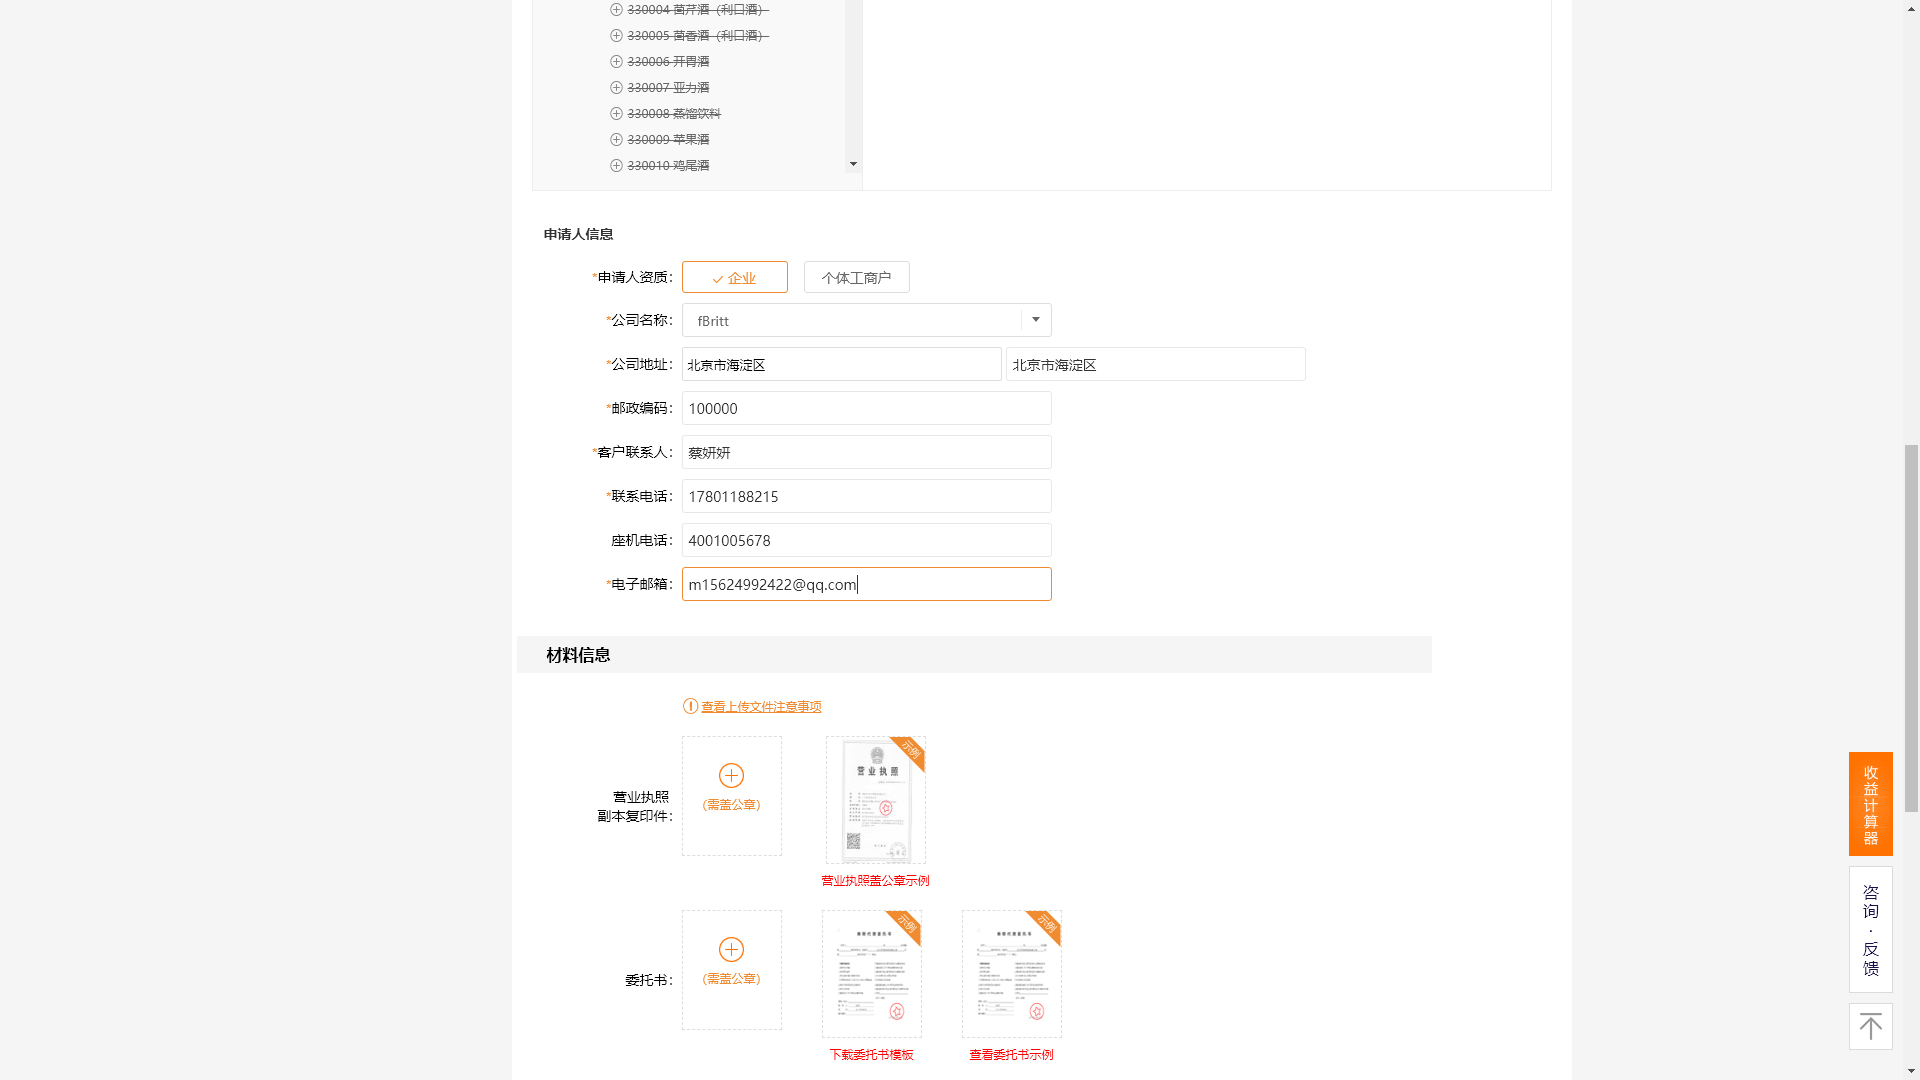 330004 茴芹酒（利口酒）
330005 茴香酒（利口酒）
330006 开胃酒
330007 亚力酒
330008 蒸馏饮料
330009 苹果酒
330010 鸡尾酒
申请人信息
*申请人资质： 企业 个体工商户
*公司名称： fBritt
*公司地址： 北京市海淀区 北京市海淀区
*邮政编码： 100000
*客户联系人： 蔡妍妍
*联系电话： 17801188215
座机电话： 4001005678
*电子邮箱： m15624992422@qq.com
材料信息
查看上传文件注意事项
营业执照
副本复印件：
(需盖公章)
示例
营业执照
营业执照盖公章示例
委托书：
(需盖公章)
示例
示例
下载委托书模板
查看委托书示例
收益计算器
咨询·反馈